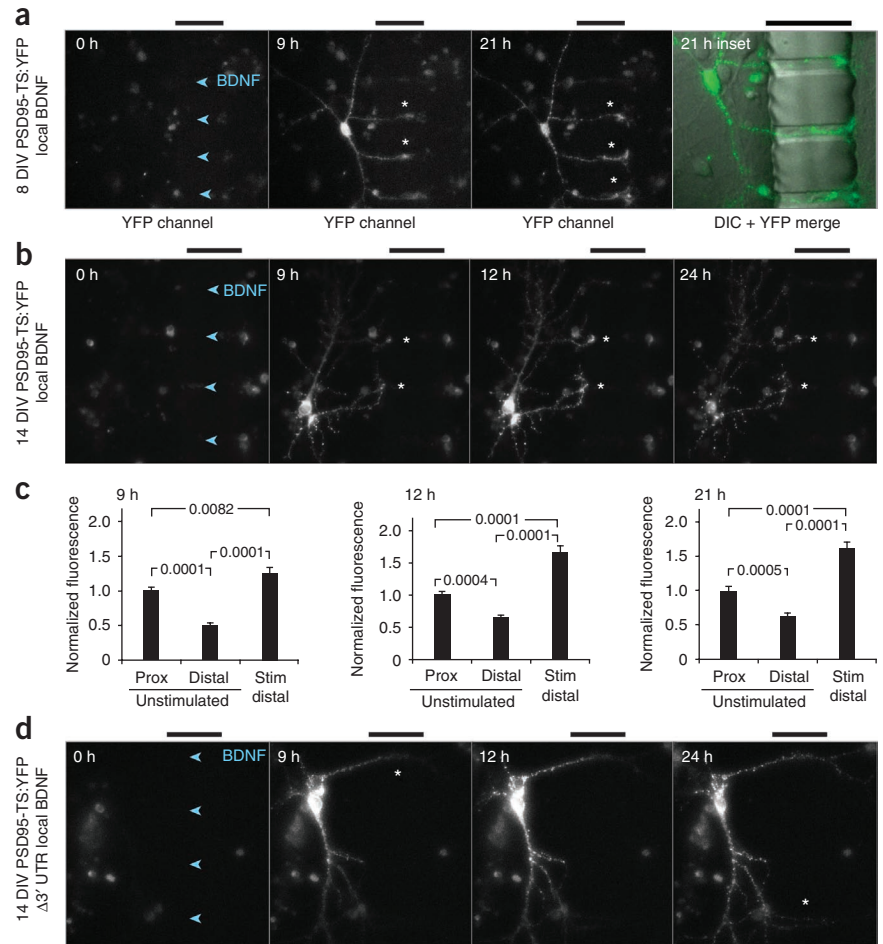 a
8 DIV PSD95-TS:YFP
local BDNF
0 h
BDNF
9 h
*
*
21 h
*
*
*
21 h inset
YFP channel
YFP channel
YFP channel
DIC + YFP merge
b
14 DIV PSD95-TS:YFP
local BDNF
0 h
BDNF
9 h
*
*
12 h
*
*
24 h
*
*
c
Normalized fluorescence
9 h
2.0
1.5
1.0
0.5
0
0.0082
0.0001
0.0001
Prox
Distal
Stim
distal
Unstimulated
Normalized fluorescence
12 h
2.0
1.5
1.0
0.5
0
0.0001
0.0001
0.0004
Prox
Distal
Stim
distal
Unstimulated
Normalized fluorescence
21 h
2.0
1.5
1.0
0.5
0
0.0001
0.0001
0.0005
Prox
Distal
Stim
distal
Unstimulated
d
14 DIV PSD95-TS:YFP
Δ3′ UTR local BDNF
0 h
BDNF
9 h
*
12 h
24 h
*